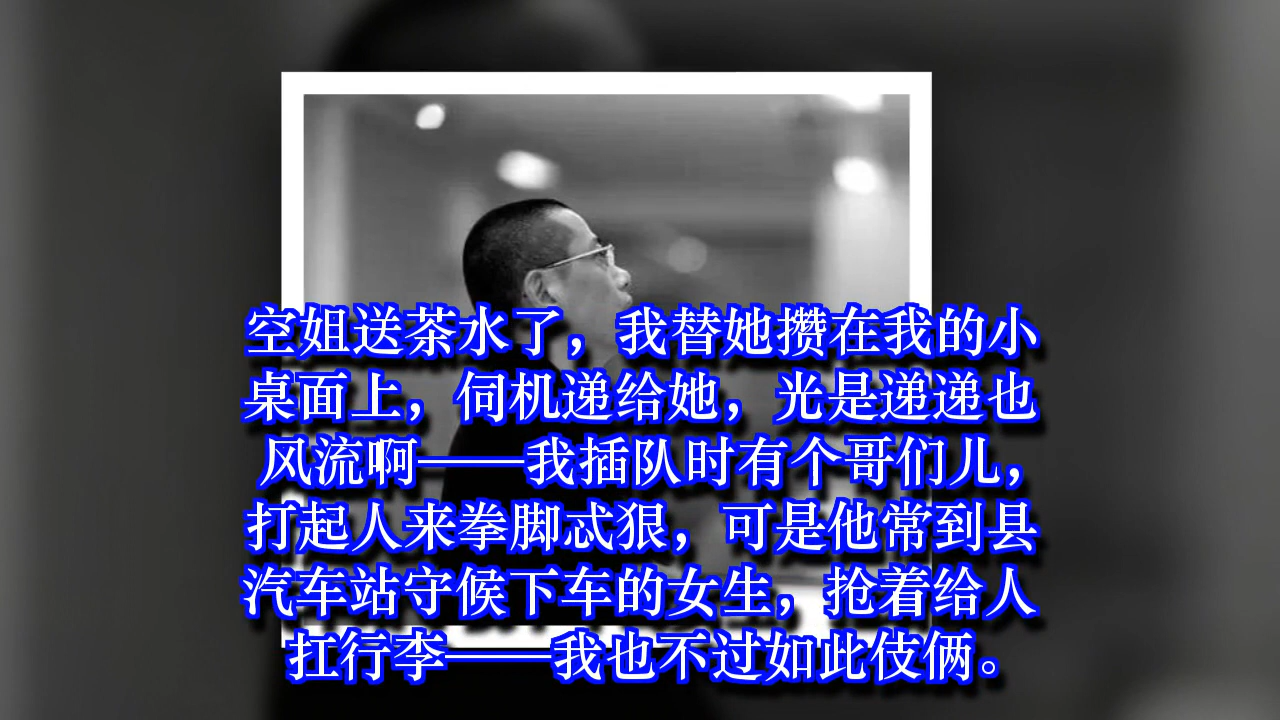 空姐送茶水了，我替她攒在我的小
桌面上，伺机递给她，光是递递也
风流啊——我插队时有个哥们儿，
打起人来拳脚忒狠，可是他常到县
汽车站守候下车的女生，抢着给人
扛行李——我也不过如此伎俩。